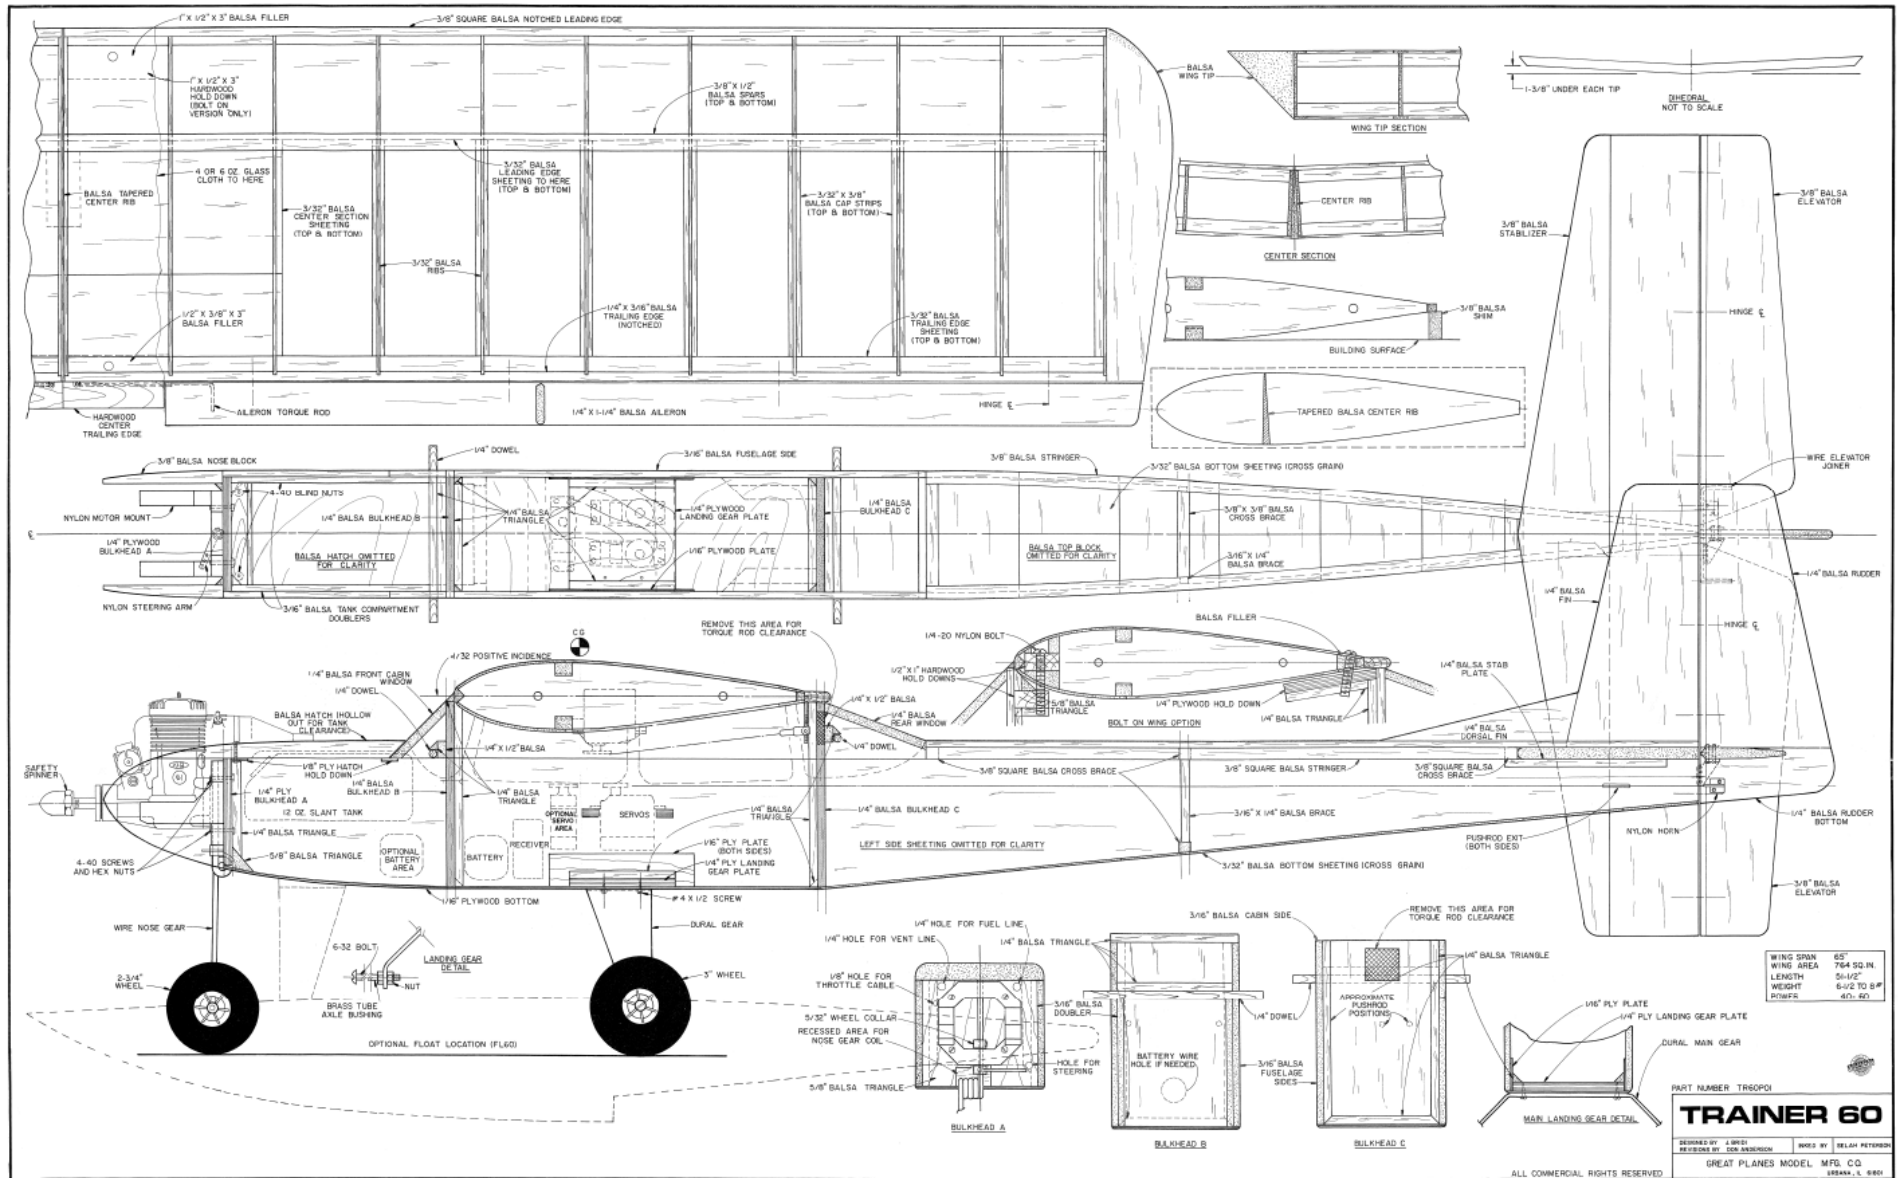 1" X 1/2" X 3" BALSA FILLER
3/8" SQUARE BALSA NOTCHED LEADING EDGE
1" X 1/2" X 3"
HARDWOOD
HOLD DOWN
(BOLT ON
VERSION ONLY)
3/8" X 1/2"
BALSA SPARS
(TOP & BOTTOM)
BALSA
WING TIP
WING TIP SECTION
1-3/8" UNDER EACH TIP
DIHEDRAL
NOT TO SCALE
4 OR 6 OZ. GLASS
CLOTH TO HERE
BALSA TAPERED
CENTER RIB
3/32" BALSA
CENTER SECTION
SHEETING
(TOP & BOTTOM)
3/32" BALSA
LEADING EDGE
SHEETING TO HERE
(TOP & BOTTOM)
3/32" X 3/8"
BALSA CAP STRIPS
(TOP & BOTTOM)
3/32" BALSA
RIBS
CENTER RIB
CENTER SECTION
3/8" BALSA
STABILIZER
3/8" BALSA
ELEVATOR
1/2" X 3/8" X 3"
BALSA FILLER
1/4" X 3/16" BALSA
TRAILING EDGE
(NOTCHED)
3/32" BALSA
TRAILING EDGE
SHEETING
(TOP & BOTTOM)
3/8" BALSA
SHIM
BUILDING SURFACE
HINGE ℄
HARDWOOD
CENTER
TRAILING EDGE
AILERON TORQUE ROD
1/4" X 1-1/4" BALSA AILERON
HINGE ℄
TAPERED BALSA CENTER RIB
3/8" BALSA NOSE BLOCK
1/4" DOWEL
3/16" BALSA FUSELAGE SIDE
3/8" BALSA STRINGER
3/32" BALSA BOTTOM SHEETING (CROSS GRAIN)
WIRE ELEVATOR
JOINER
4-40 BLIND NUTS
NYLON MOTOR MOUNT
1/4" BALSA BULKHEAD B
1/4" BALSA
TRIANGLE
1/4" PLYWOOD
LANDING GEAR PLATE
1/4" BALSA
BULKHEAD C
3/8" X 3/8" BALSA
CROSS BRACE
℄
1/4" PLYWOOD
BULKHEAD A
BALSA HATCH OMITTED
FOR CLARITY
1/16" PLYWOOD PLATE
BALSA TOP BLOCK
OMITTED FOR CLARITY
3/16" X 1/4"
BALSA BRACE
1/4" BALSA RUDDER
1/4" BALSA
FIN
NYLON STEERING ARM
3/16" BALSA TANK COMPARTMENT
DOUBLERS
REMOVE THIS AREA FOR
TORQUE ROD CLEARANCE
BALSA FILLER
HINGE ℄
CG
1/32 POSITIVE INCIDENCE
1/4-20 NYLON BOLT
1/4" BALSA FRONT CABIN
WINDOW
1/4" DOWEL
1/2" X 1" HARDWOOD
HOLD DOWNS
1/4" BALSA STAB
PLATE
5/8" BALSA
TRIANGLE
1/4" PLYWOOD HOLD DOWN
1/4" BALSA TRIANGLE
BOLT ON WING OPTION
1/4" X 1/2" BALSA
1/4" BALSA
REAR WINDOW
BALSA HATCH (HOLLOW
OUT FOR TANK
CLEARANCE)
1/4" X 1/2" BALSA
1/4" DOWEL
1/4" BALSA
DORSAL FIN
SAFETY
SPINNER
1/8" PLY HATCH
HOLD DOWN
1/4" BALSA
BULKHEAD B
1/4" BALSA
TRIANGLE
3/8" SQUARE BALSA CROSS BRACE
3/8" SQUARE BALSA STRINGER
3/8" SQUARE BALSA
CROSS BRACE
1/4" PLY
BULKHEAD A
12 OZ. SLANT TANK
OPTIONAL
SERVO
AREA
SERVOS
1/4" BALSA
TRIANGLE
1/4" BALSA BULKHEAD C
3/16" X 1/4" BALSA BRACE
1/4" BALSA RUDDER
BOTTOM
1/4" BALSA TRIANGLE
RECEIVER
BATTERY
OPTIONAL
BATTERY
AREA
1/16" PLY PLATE
(BOTH SIDES)
LEFT SIDE SHEETING OMITTED FOR CLARITY
PUSHROD EXIT
(BOTH SIDES)
NYLON HORN
4-40 SCREWS
AND HEX NUTS
5/8" BALSA TRIANGLE
1/4" PLY LANDING
GEAR PLATE
3/32" BALSA BOTTOM SHEETING (CROSS GRAIN)
3/8" BALSA
ELEVATOR
1/16" PLYWOOD BOTTOM
# 4 X 1/2 SCREW
WIRE NOSE GEAR
DURAL GEAR
6-32 BOLT
LANDING GEAR
DETAIL
NUT
BRASS TUBE
AXLE BUSHING
2-3/4"
WHEEL
3" WHEEL
OPTIONAL FLOAT LOCATION (FL60)
1/4" HOLE FOR FUEL LINE
1/4" HOLE FOR VENT LINE
1/4" BALSA TRIANGLE
1/8" HOLE FOR
THROTTLE CABLE
3/16" BALSA
DOUBLER
5/32" WHEEL COLLAR
RECESSED AREA FOR
NOSE GEAR COIL
HOLE FOR
STEERING
5/8" BALSA TRIANGLE
BULKHEAD A
3/16" BALSA CABIN SIDE
1/4" DOWEL
BATTERY WIRE
HOLE IF NEEDED
3/16" BALSA
FUSELAGE
SIDES
BULKHEAD B
REMOVE THIS AREA FOR
TORQUE ROD CLEARANCE
1/4" BALSA TRIANGLE
APPROXIMATE
PUSHROD
POSITIONS
BULKHEAD C
WING SPAN 65"
WING AREA 764 SQ.IN.
LENGTH 51-1/2"
WEIGHT 6-1/2 TO 8#
POWER .40-.60
1/16" PLY PLATE
1/4" PLY LANDING GEAR PLATE
DURAL MAIN GEAR
MAIN LANDING GEAR DETAIL
PART NUMBER TR60P01
TRAINER 60
DESIGNED BY J. BRIDI
REVISIONS BY DON ANDERSON
INKED BY SELAH PETERSON
GREAT PLANES MODEL MFG. CO.
URBANA, IL 61801
ALL COMMERCIAL RIGHTS RESERVED